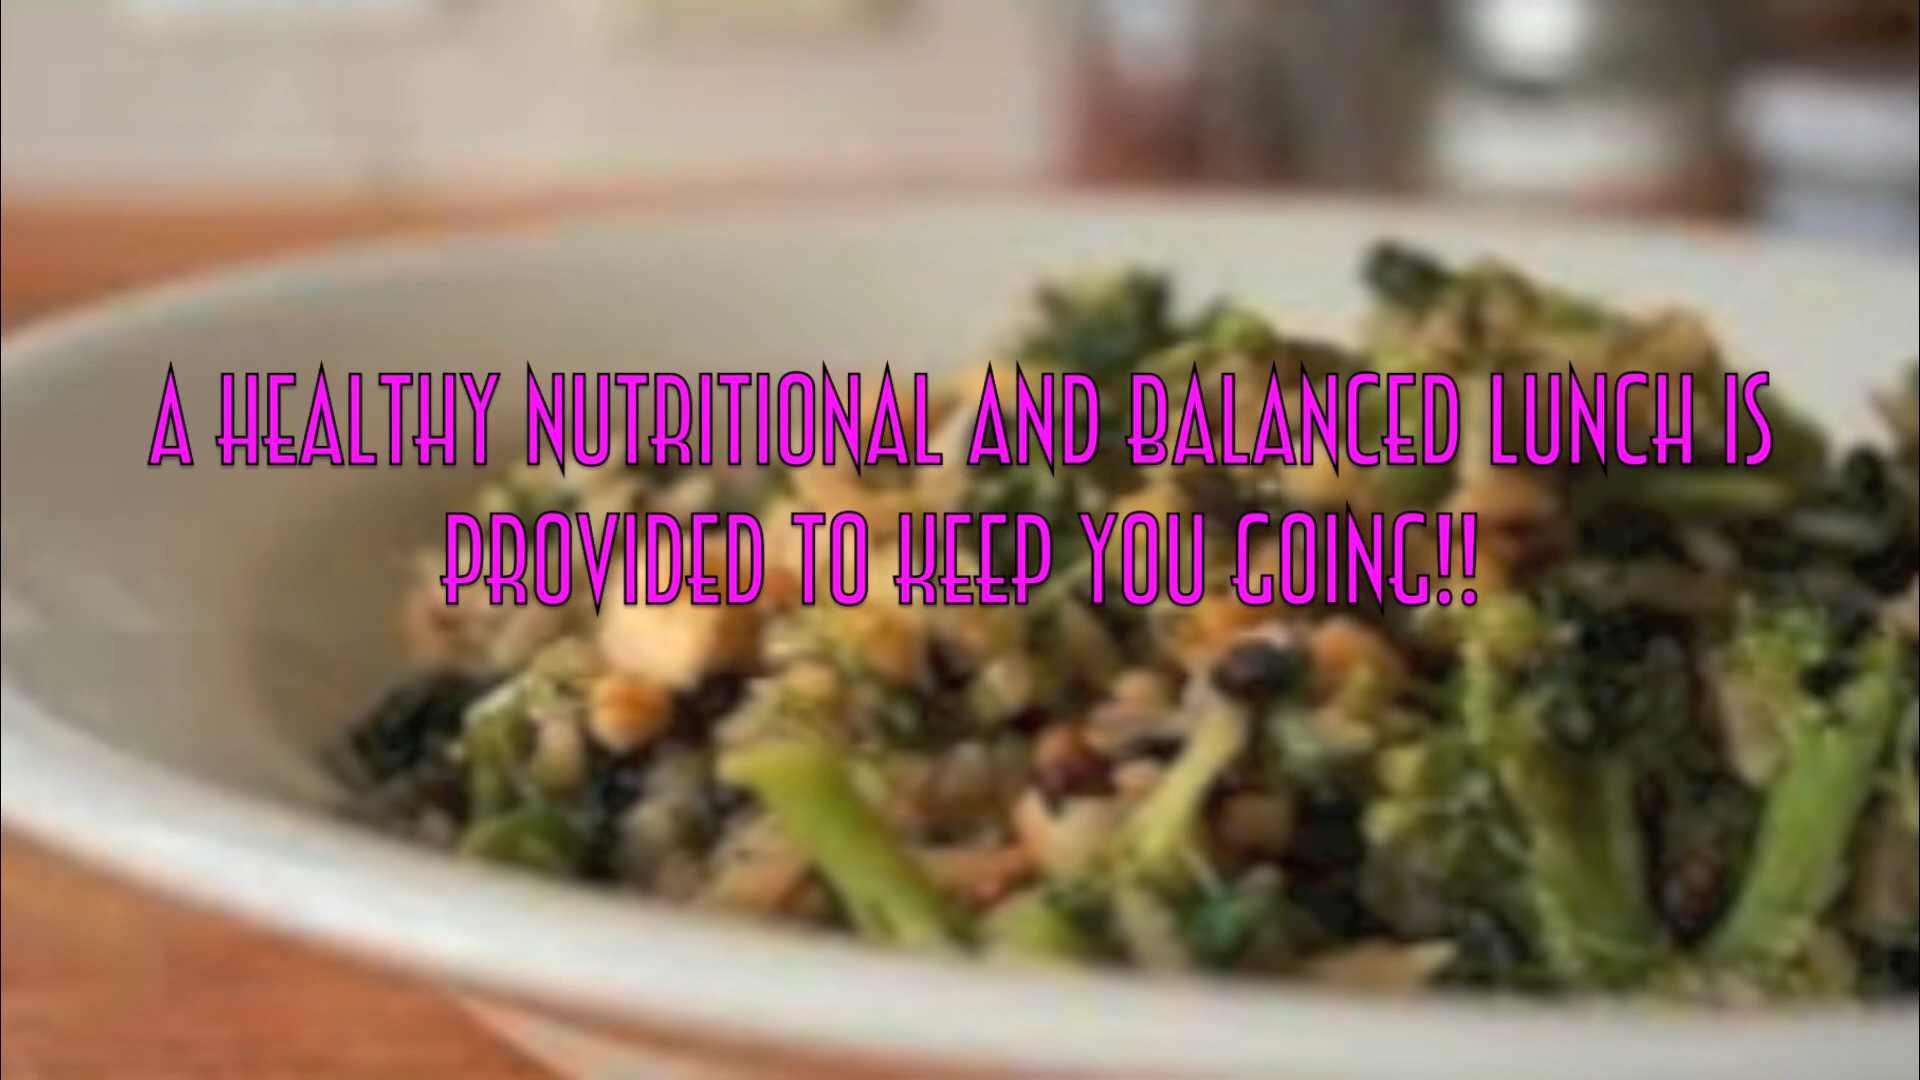 A HEALTHY NUTRITIONAL AND BALANCED LUNCH IS
PROVIDED TO KEEP YOU GOING!!